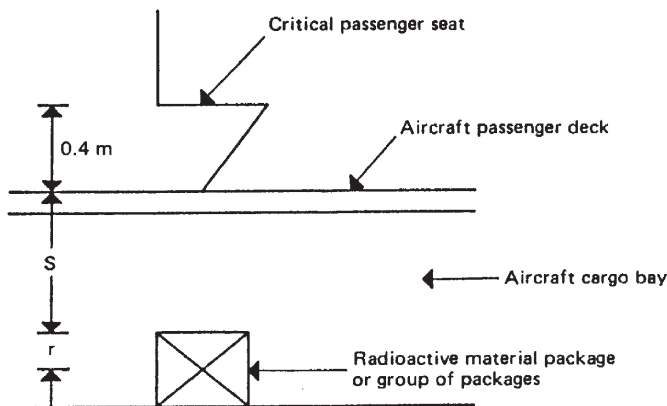 Critical passenger seat
Aircraft passenger deck
0.4 m
S
Aircraft cargo bay
r
Radioactive material package
or group of packages